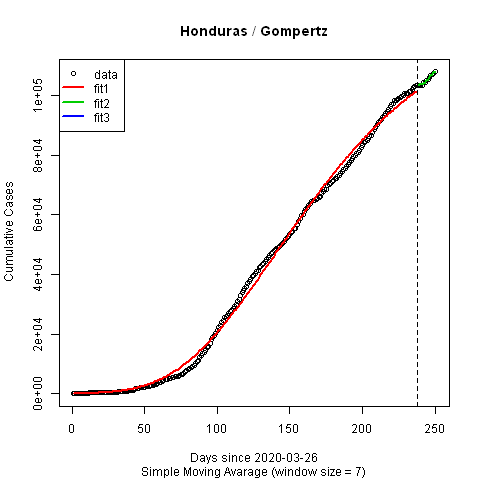 Honduras / Gompertz
data
fit1
fit2
fit3
Cumulative Cases
0e+00
2e+04
4e+04
6e+04
8e+04
1e+05
0
50
100
150
200
250
Days since 2020-03-26
Simple Moving Avarage (window size = 7)